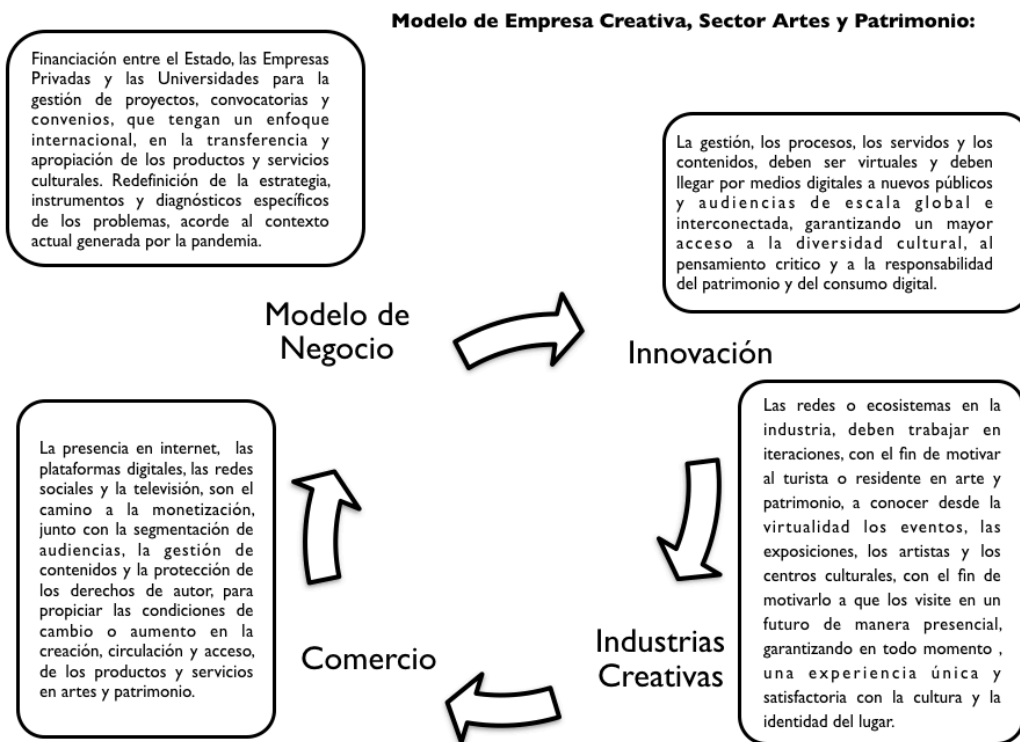 Modelo de Empresa Creativa, Sector Artes y Patrimonio:
Financiación entre el Estado, las Empresas
Privadas y las Universidades para la
gestión de proyectos, convocatorias y
convenios, que tengan un enfoque
internacional, en la transferencia y
apropiación de los productos y servicios
culturales. Redefinición de la estrategia,
instrumentos y diagnósticos específicos
de los problemas, acorde al contexto
actual generada por la pandemia.
La gestión, los procesos, los servidos y los
contenidos, deben ser virtuales y deben
llegar por medios digitales a nuevos públicos
y audiencias de escala global e
interconectada, garantizando un mayor
acceso a la diversidad cultural, al
pensamiento critico y a la responsabilidad
del patrimonio y del consumo digital.
Modelo de
Negocio
Innovación
Las redes o ecosistemas en la
industria, deben trabajar en
iteraciones, con el fin de motivar
al turista o residente en arte y
patrimonio, a conocer desde la
virtualidad los eventos, las
exposiciones, los artistas y los
centros culturales, con el fin de
motivarlo a que los visite en un
futuro de manera presencial,
garantizando en todo momento ,
una experiencia única y
satisfactoria con la cultura y la
identidad del lugar.
Industrias
Creativas
Comercio
La presencia en internet, las
plataformas digitales, las redes
sociales y la televisión, son el
camino a la monetización,
junto con la segmentación de
audiencias, la gestión de
contenidos y la protección de
los derechos de autor, para
propiciar las condiciones de
cambio o aumento en la
creación, circulación y acceso,
de los productos y servicios
en artes y patrimonio.